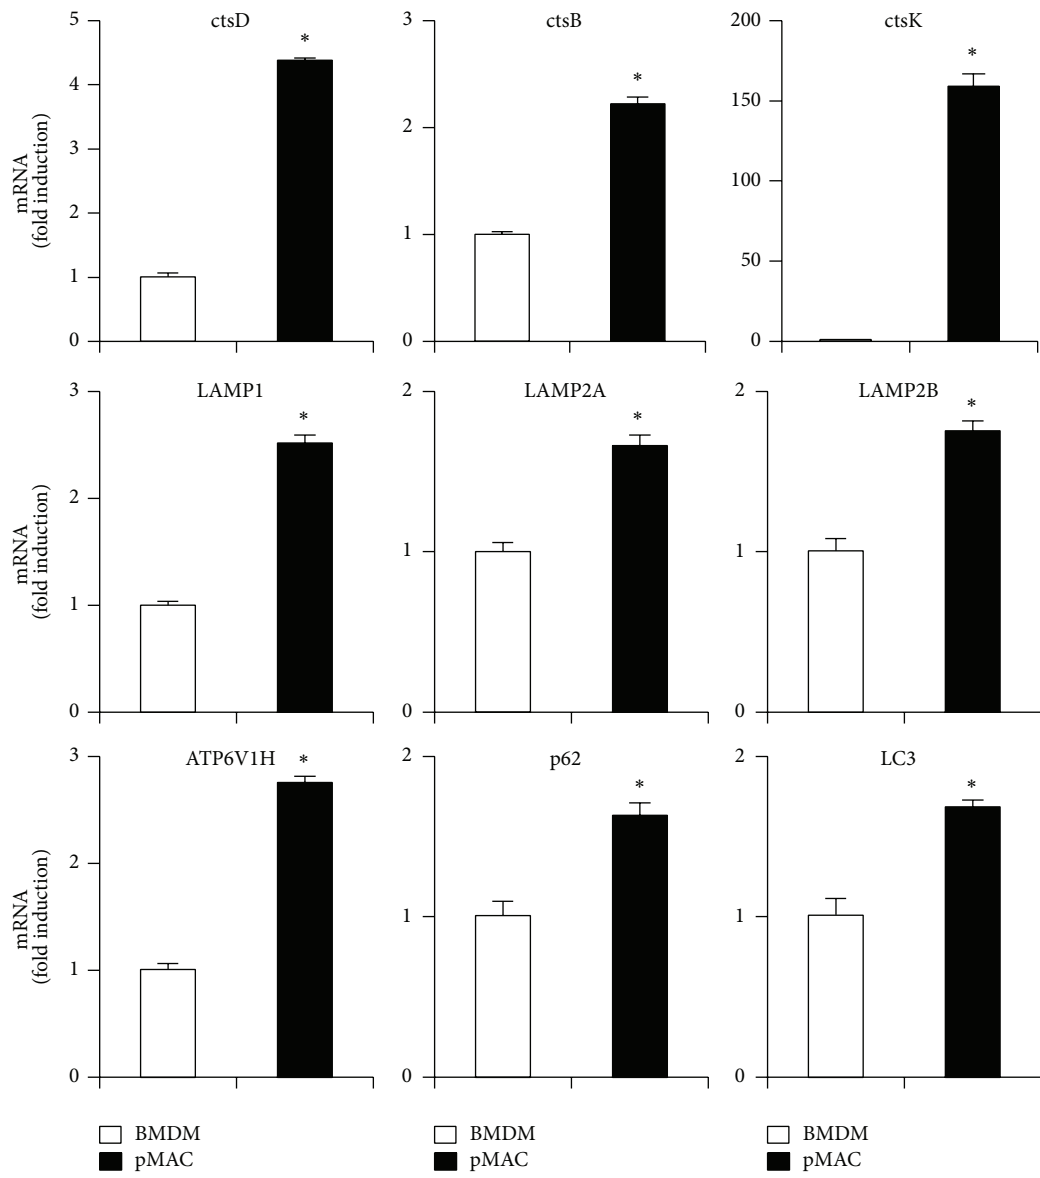 ctsD
ctsB
ctsK
mRNA
(fold induction)
5
4
3
2
1
0
*
3
2
1
0
*
200
150
100
50
0
*
LAMP1
LAMP2A
LAMP2B
mRNA
(fold induction)
3
2
1
0
*
2
1
0
*
2
1
0
*
ATP6V1H
p62
LC3
mRNA
(fold induction)
3
2
1
0
*
2
1
0
*
2
1
0
*
BMDM
pMAC
BMDM
pMAC
BMDM
pMAC